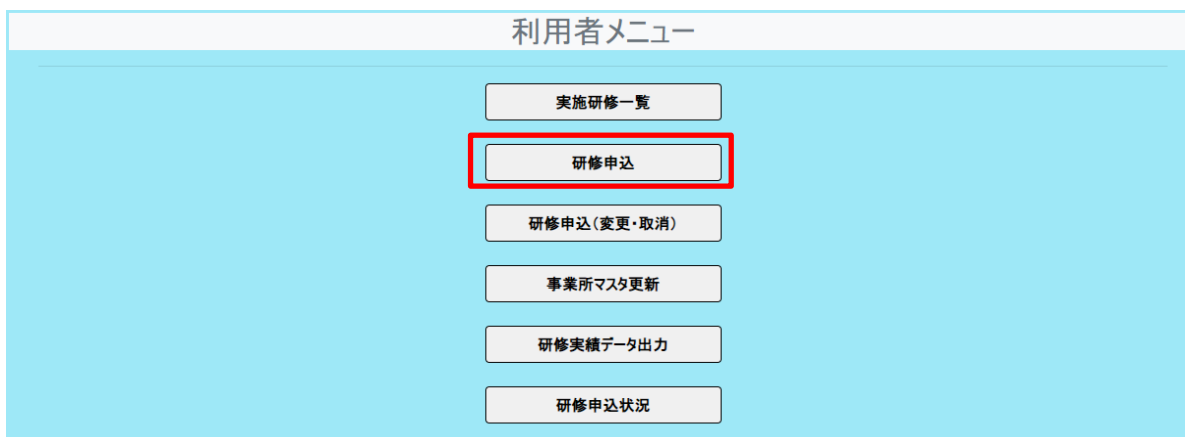 利用者メニュー
実施研修一覧
研修申込
研修申込(変更・取消)
事業所マスタ更新
研修実績データ出力
研修申込状況